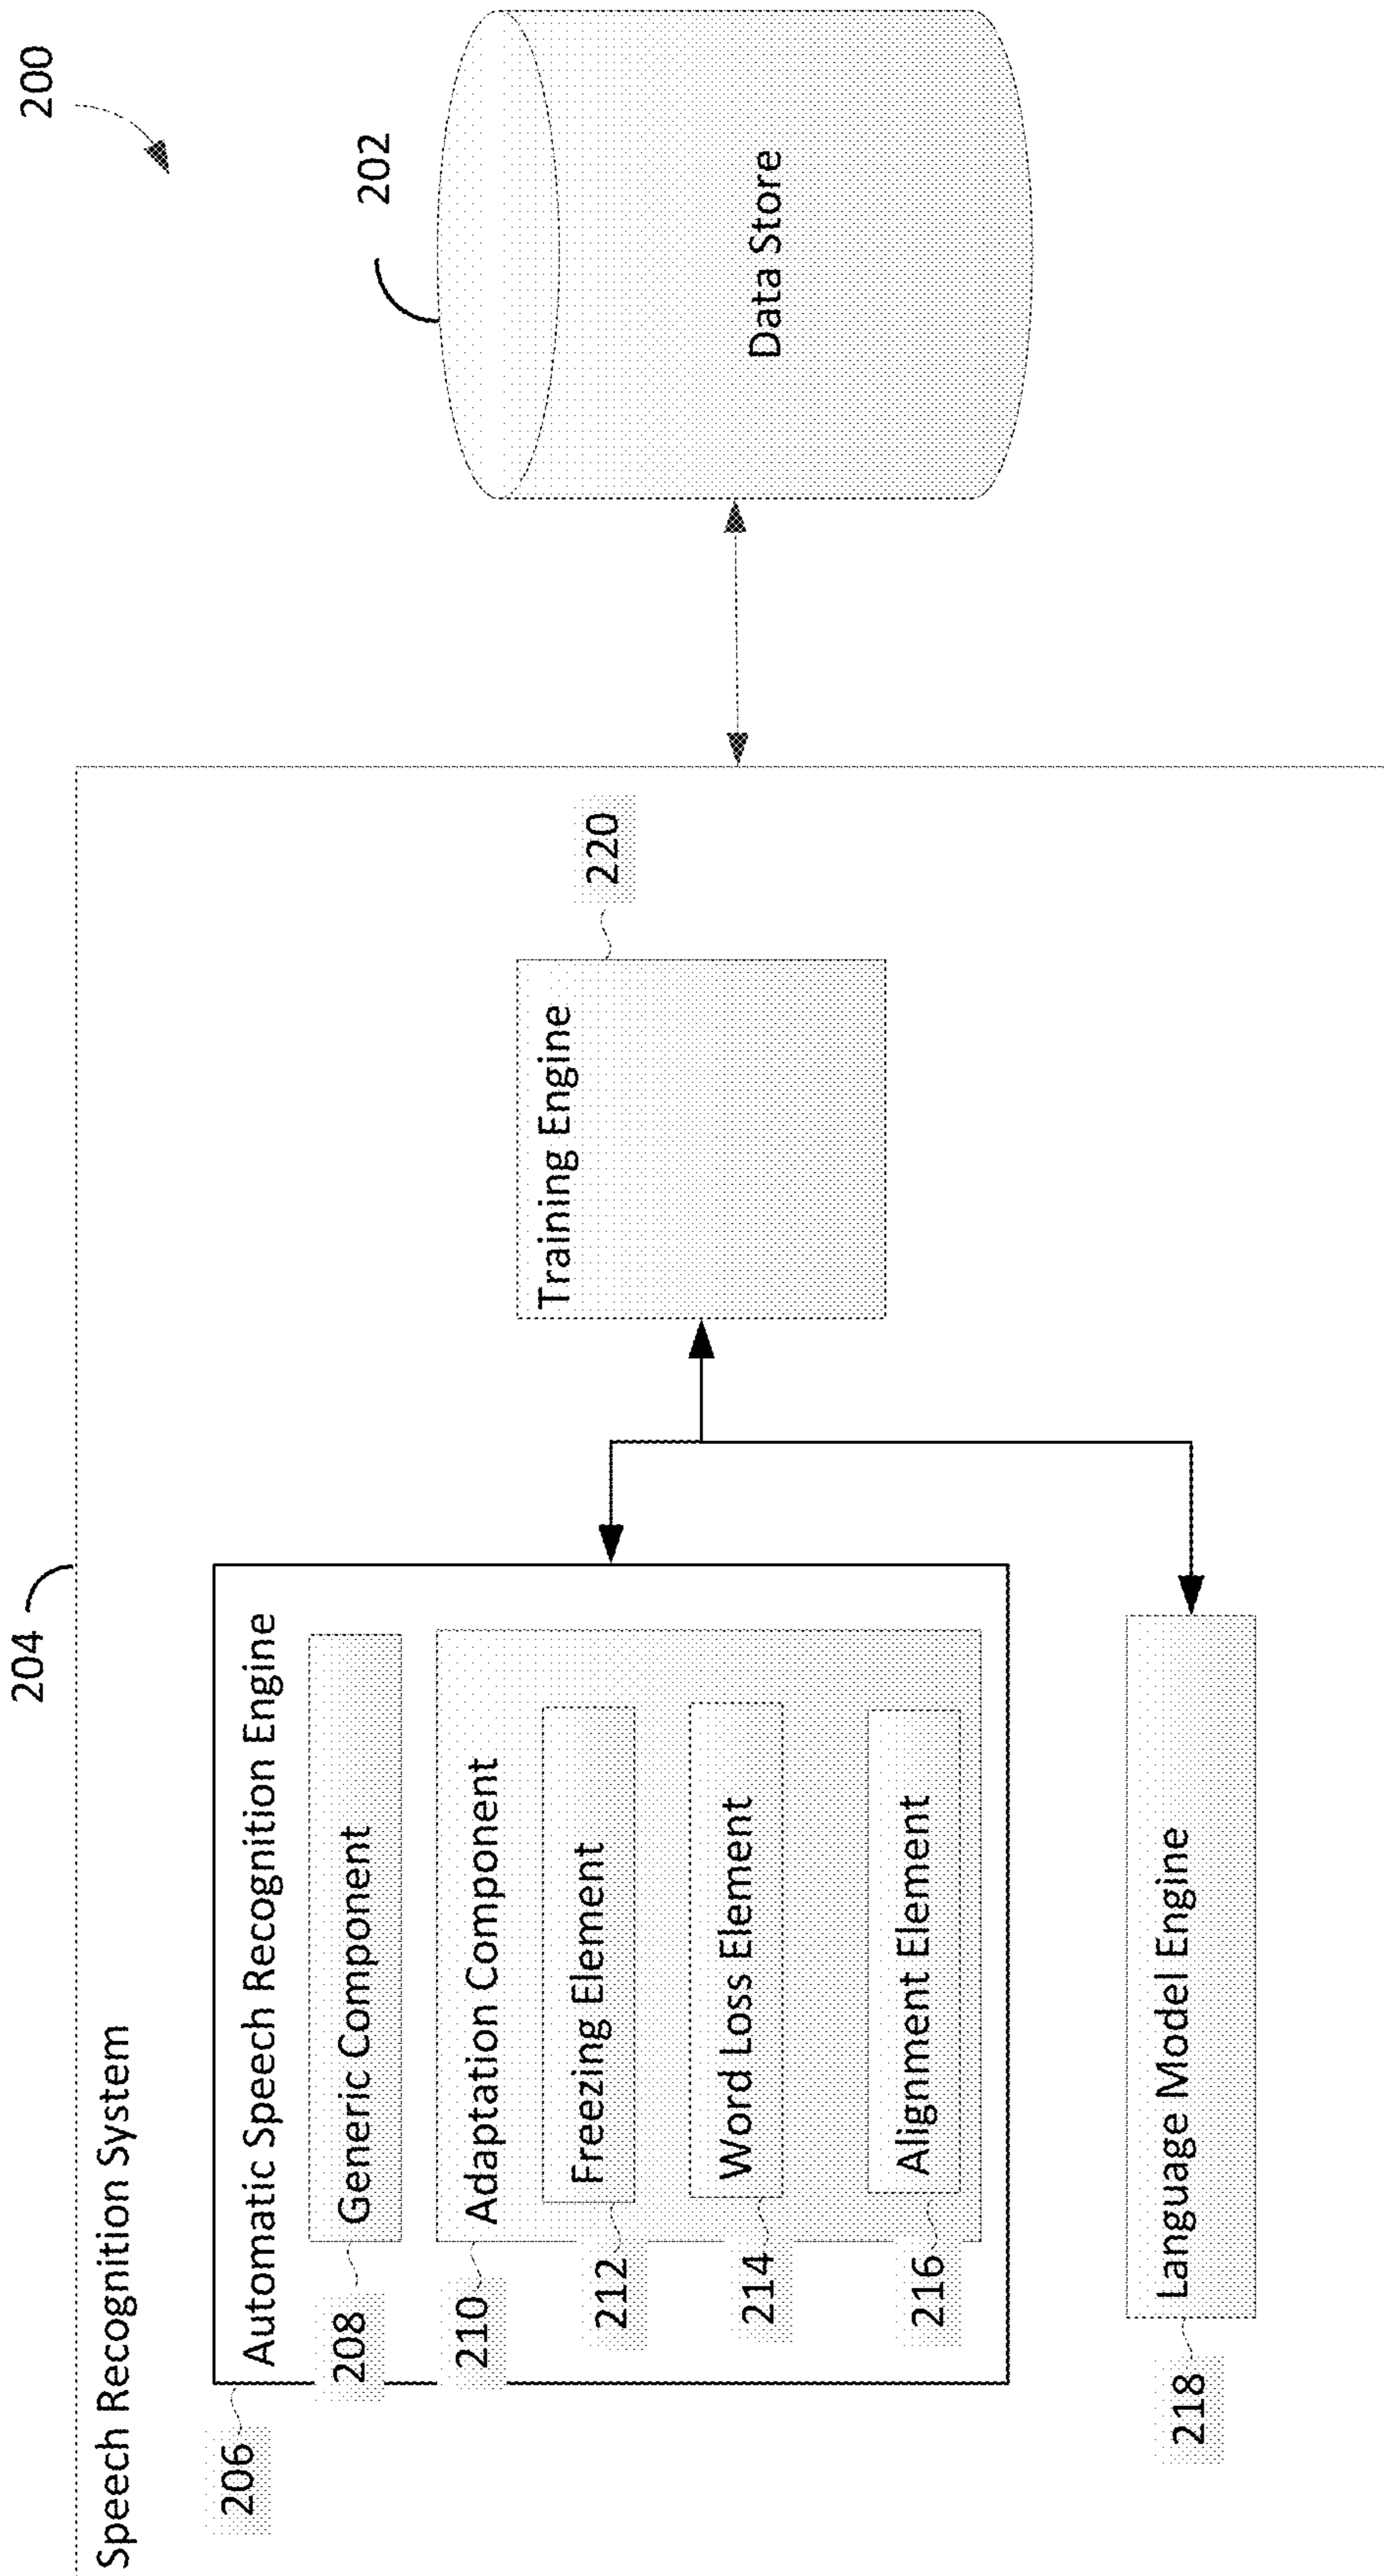 200
204
Speech Recognition System
202
206
Automatic Speech Recognition Engine
208
Generic Component
210
Adaptation Component
212
Freezing Element
214
Word Loss Element
216
Alignment Element
Training Engine
220
Data Store
218
Language Model Engine